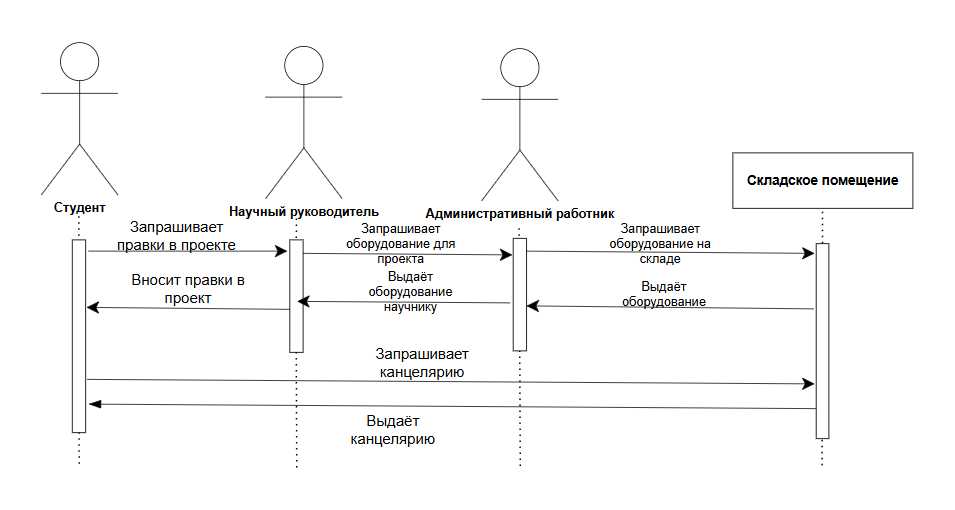 Складское помещение
Студент
Научный руководитель
Административный работник
Запрашивает
правки в проекте
Запрашивает
оборудование для
проекта
Запрашивает
оборудование на
складе
Вносит правки в
проект
Выдаёт
оборудование
научнику
Выдаёт
оборудование
Запрашивает
канцелярию
Выдаёт
канцелярию